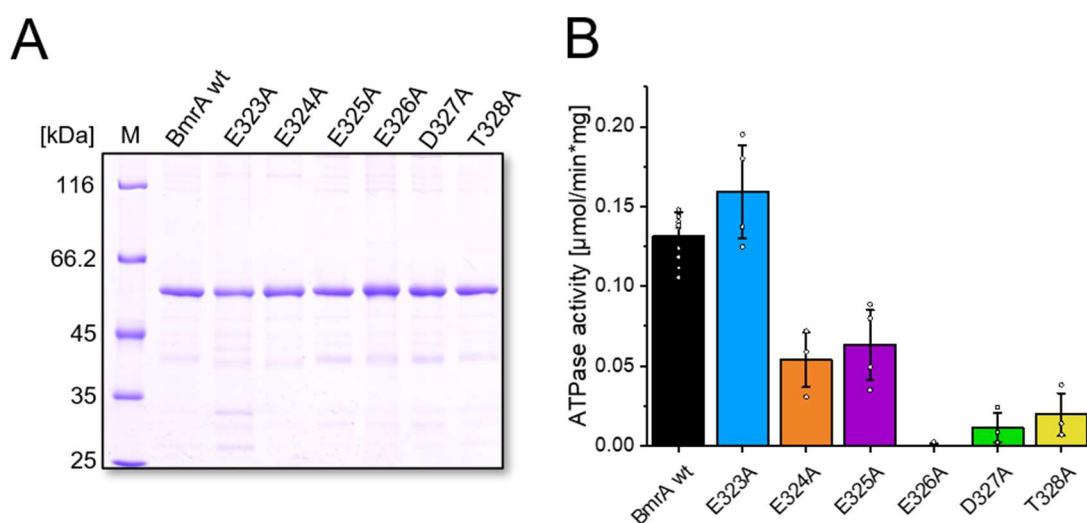 A
B
[kDa] M BmrA wt E323A E324A E325A E326A D327A T328A
116
66.2
45
35
25
ATPase activity [µmol/min*mg]
0.20
0.15
0.10
0.05
0.00
BmrA wt E323A E324A E325A E326A D327A T328A